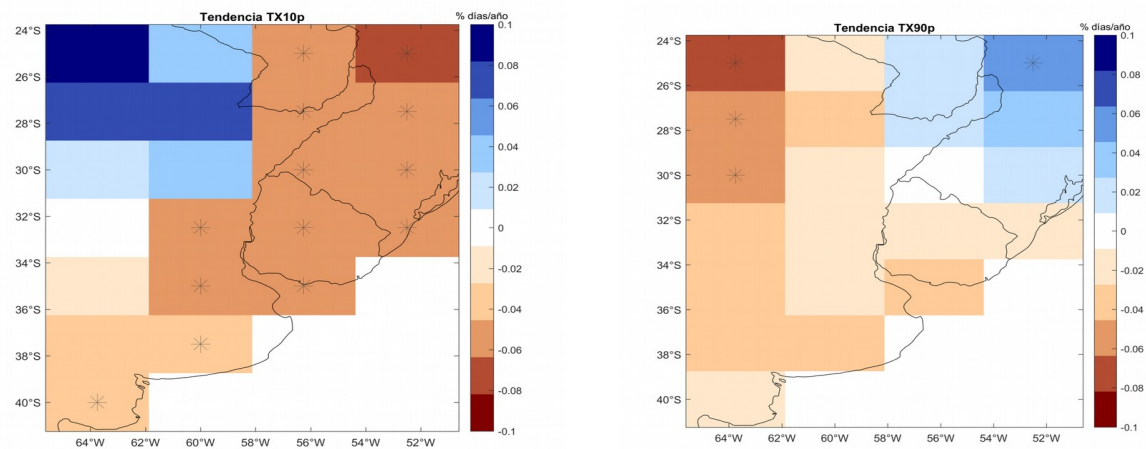 Tendencia TX10p
% días/año
24°S
26°S
28°S
30°S
32°S
34°S
36°S
38°S
40°S
64°W 62°W 60°W 58°W 56°W 54°W 52°W
0.1
0.08
0.06
0.04
0.02
0
-0.02
-0.04
-0.06
-0.08
-0.1
Tendencia TX90p
% días/año
24°S
26°S
28°S
30°S
32°S
34°S
36°S
38°S
40°S
64°W 62°W 60°W 58°W 56°W 54°W 52°W
0.1
0.08
0.06
0.04
0.02
0
-0.02
-0.04
-0.06
-0.08
-0.1